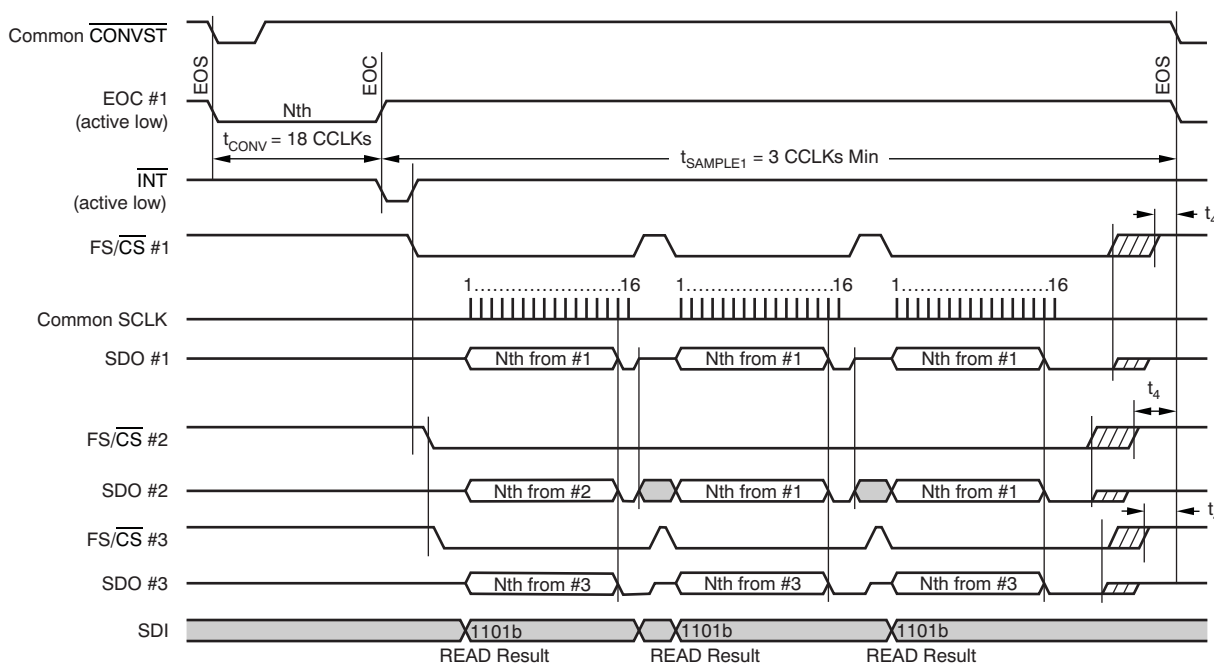 Common CONVST
EOS
EOC
EOS
EOC #1
(active low)
Nth
tCONV = 18 CCLKs
tSAMPLE1 = 3 CCLKs Min
INT
(active low)
t4
FS/CS #1
1.......................16 1.......................16 1.......................16
Common SCLK
SDO #1
Nth from #1 Nth from #1 Nth from #1
t4
FS/CS #2
SDO #2
Nth from #2 Nth from #1 Nth from #1
FS/CS #3
SDO #3
Nth from #3 Nth from #3 Nth from #3
SDI
1101b 1101b 1101b
READ Result READ Result READ Result